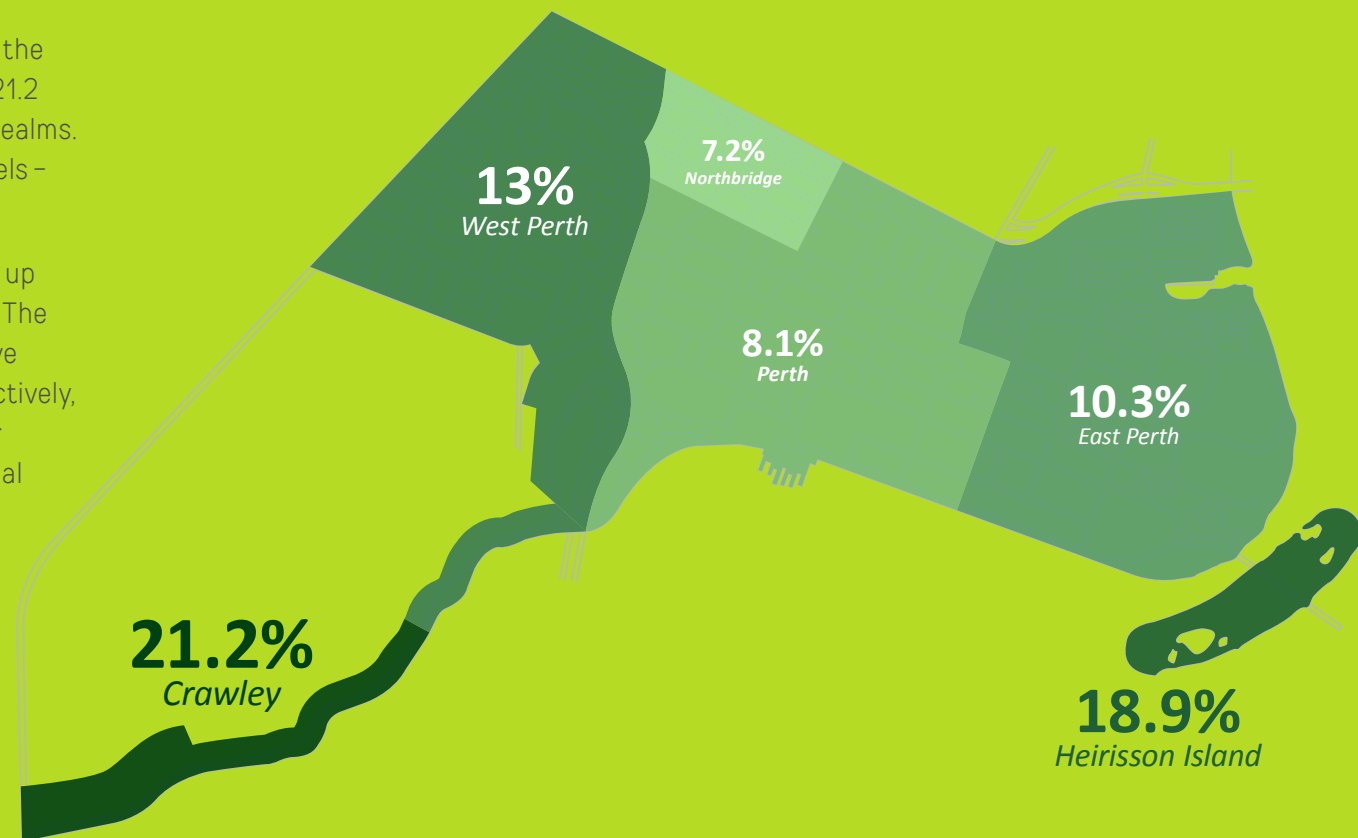 the
21.2
ealms.
els –
up
The
ve
ctively,
al
13%
West Perth
7.2%
Northbridge
8.1%
Perth
10.3%
East Perth
21.2%
Crawley
18.9%
Heirisson Island